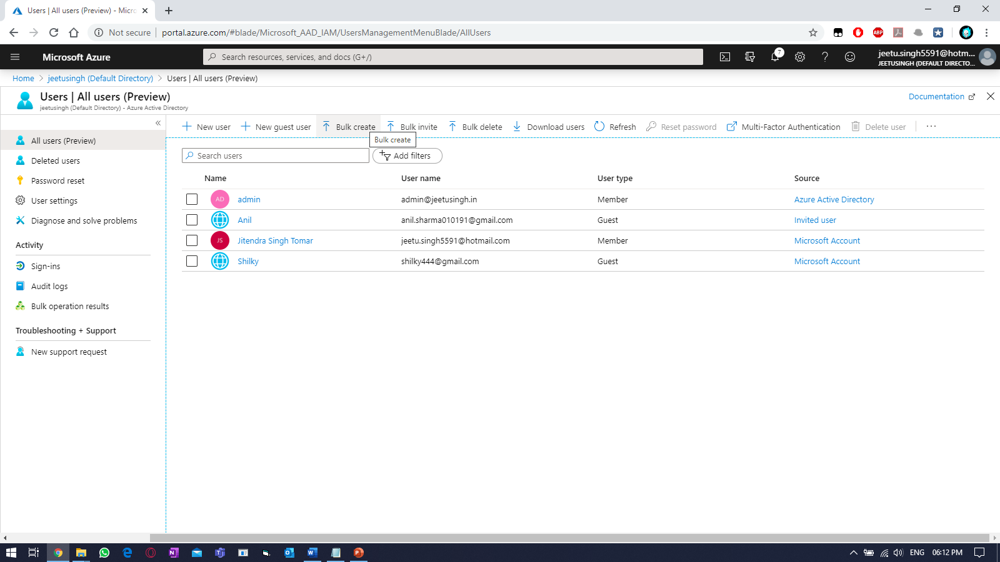 Users | All users (Preview) - Micro
Not secure
portal.azure.com/#blade/Microsoft_AAD_IAM/UsersManagementMenuBlade/AllUsers
ABP
Microsoft Azure
Search resources, services, and docs (G+/)
7
jeetu.singh5591@hotm...
JEETUSINGH (DEFAULT DIRECTO...
Home > jeetusingh (Default Directory) > Users | All users (Preview)
Users | All users (Preview)
jeetusingh (Default Directory) - Azure Active Directory
Documentation
All users (Preview)
Deleted users
Password reset
User settings
Diagnose and solve problems
Activity
Sign-ins
Audit logs
Bulk operation results
Troubleshooting + Support
New support request
New user
New guest user
Bulk create
Bulk invite
Bulk delete
Download users
Refresh
Reset password
Multi-Factor Authentication
Delete user
...
Bulk create
Search users
Add filters
Name User name User type Source
AD admin admin@jeetusingh.in Member Azure Active Directory
Anil anil.sharma010191@gmail.com Guest Invited user
JS Jitendra Singh Tomar jeetu.singh5591@hotmail.com Member Microsoft Account
Shilky shilky444@gmail.com Guest Microsoft Account
ENG 06:12 PM